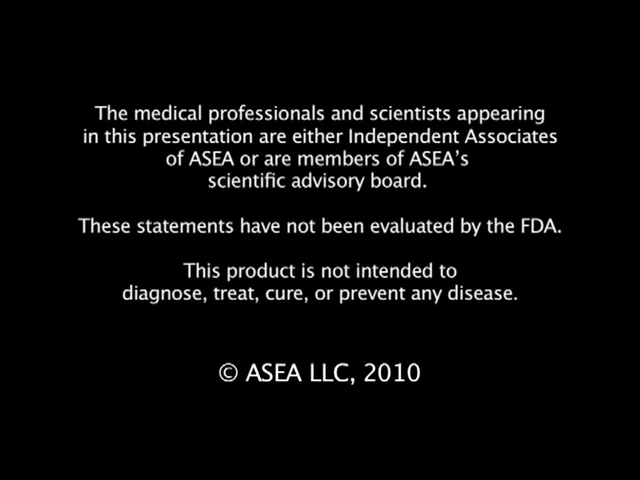 The medical professionals and scientists appearing
in this presentation are either Independent Associates
of ASEA or are members of ASEA's
scientific advisory board.
These statements have not been evaluated by the FDA.
This product is not intended to
diagnose, treat, cure, or prevent any disease.
© ASEA LLC, 2010